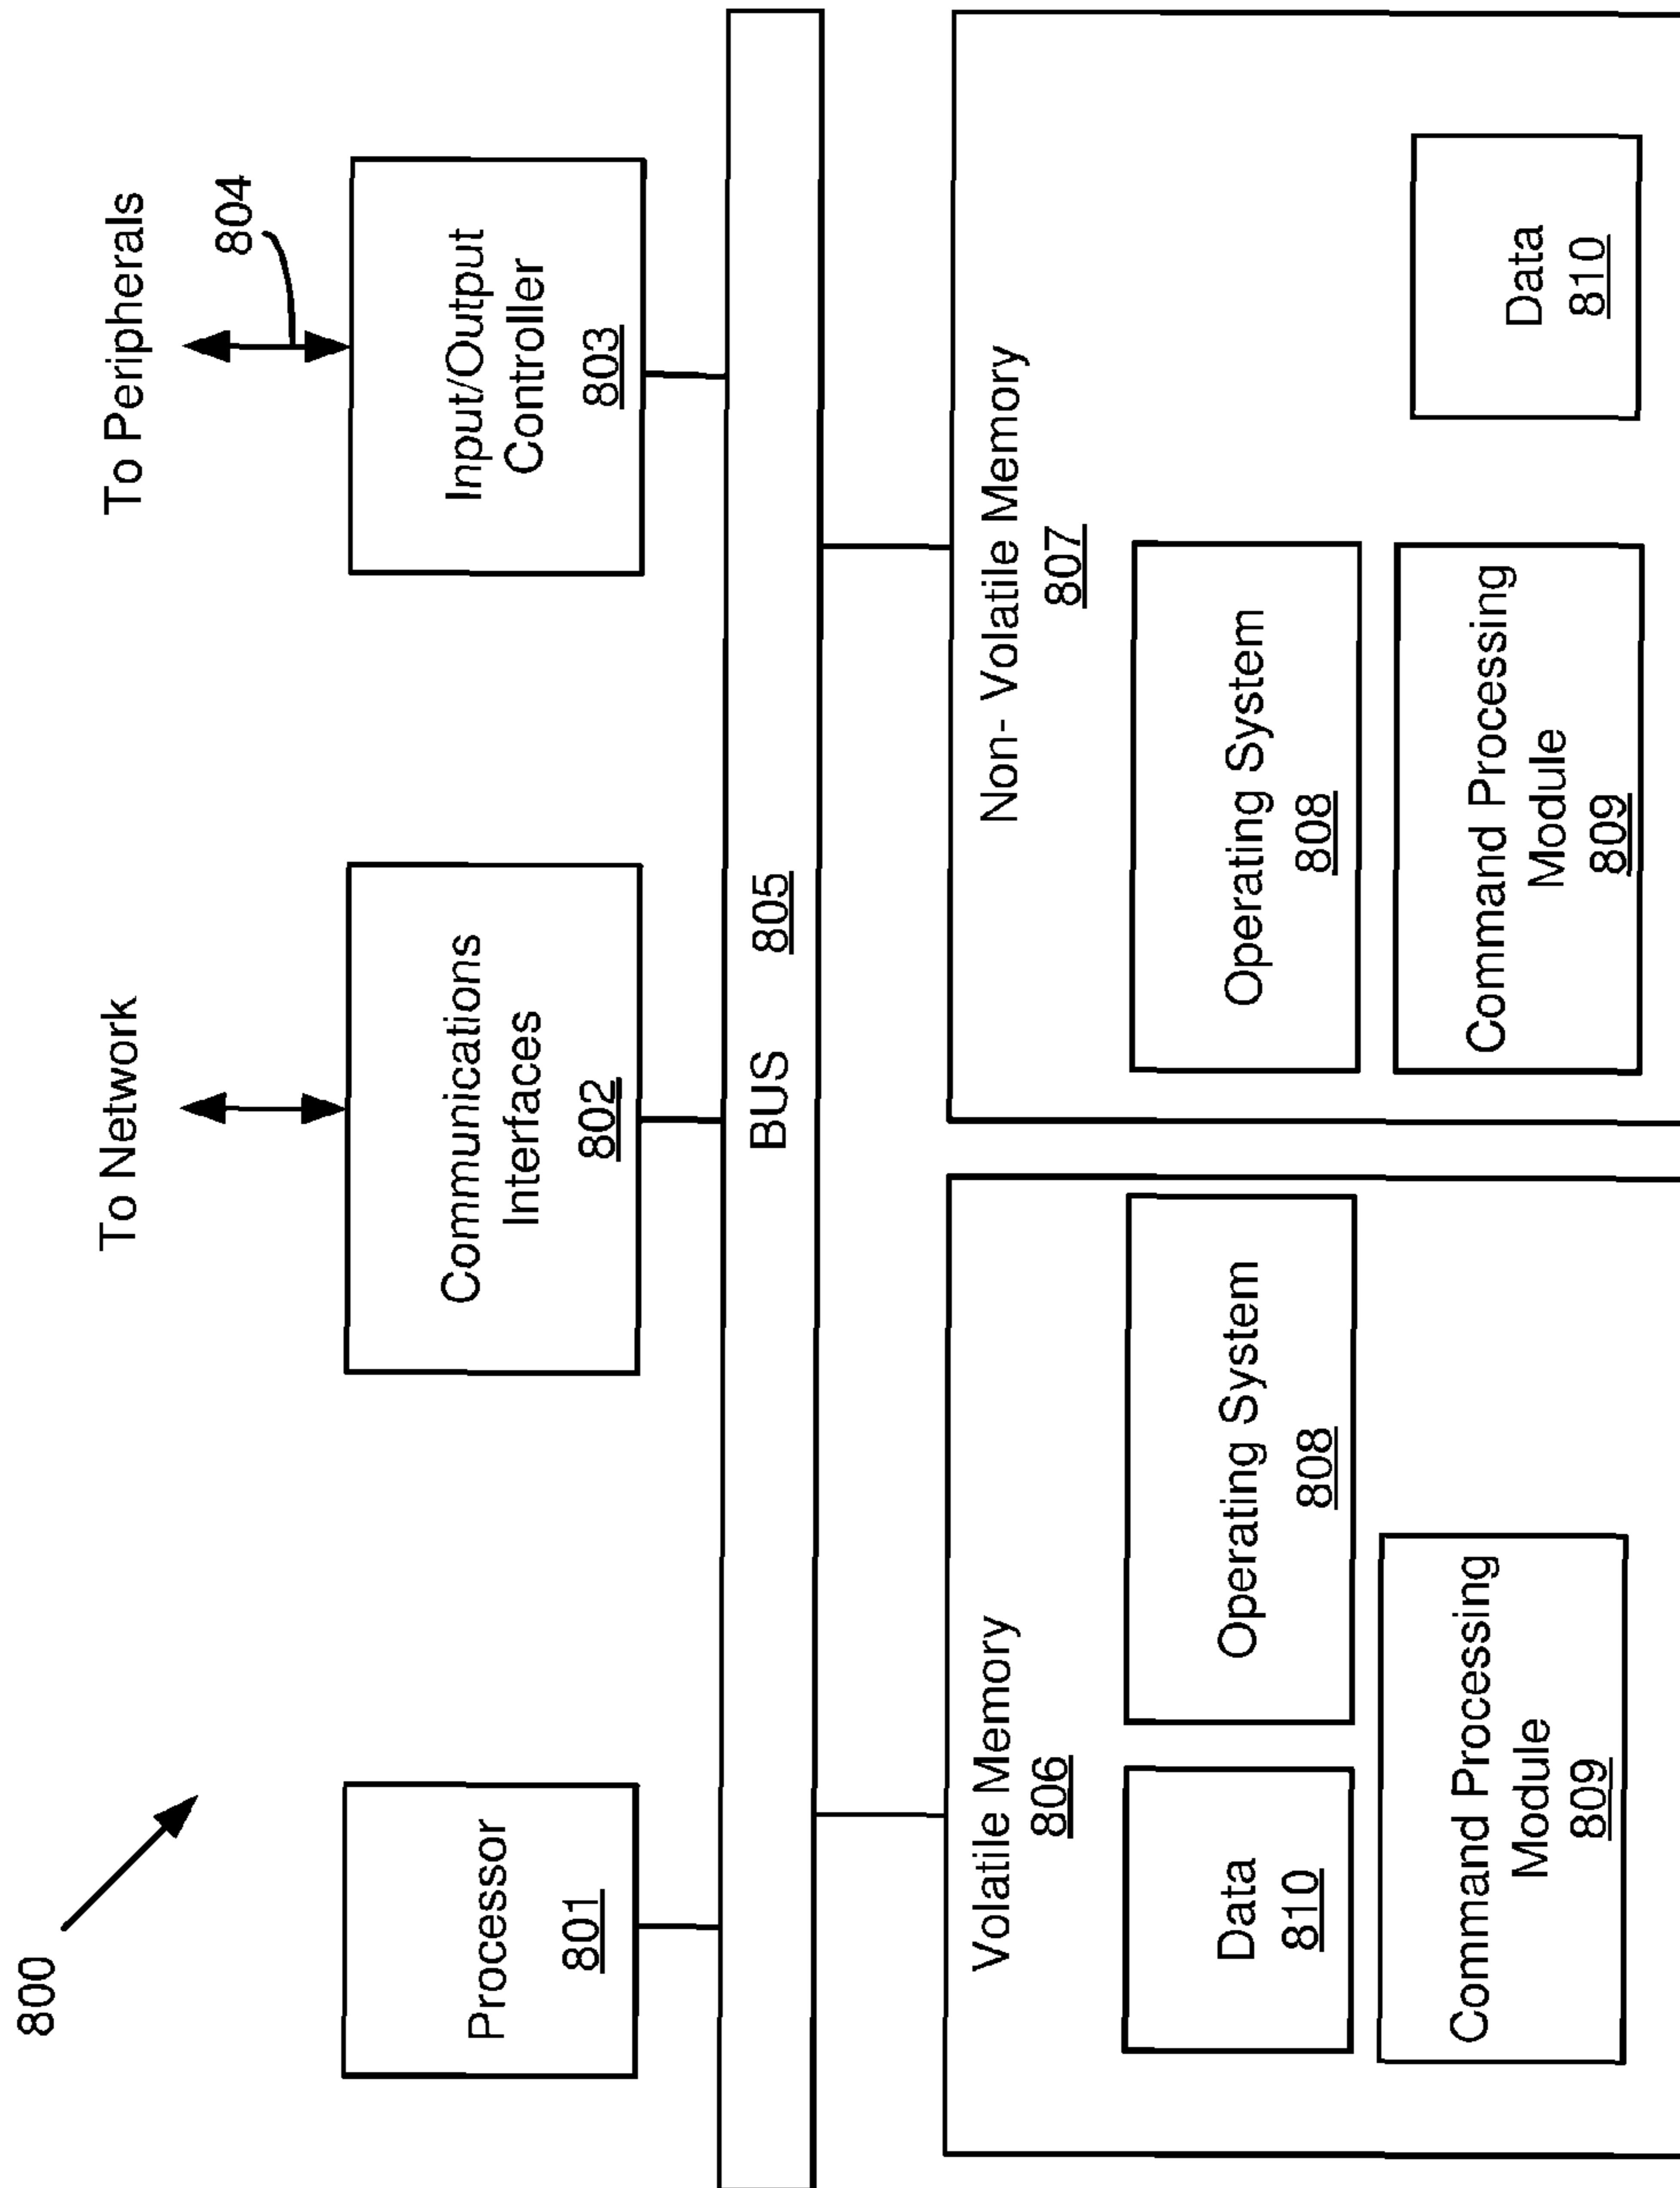 800
To Network
To Peripherals
804
Processor
801
Communications
Interfaces
802
Input/Output
Controller
803
BUS 805
Volatile Memory
806
Data
810
Operating System
808
Command Processing
Module
809
Non- Volatile Memory
807
Operating System
808
Command Processing
Module
809
Data
810